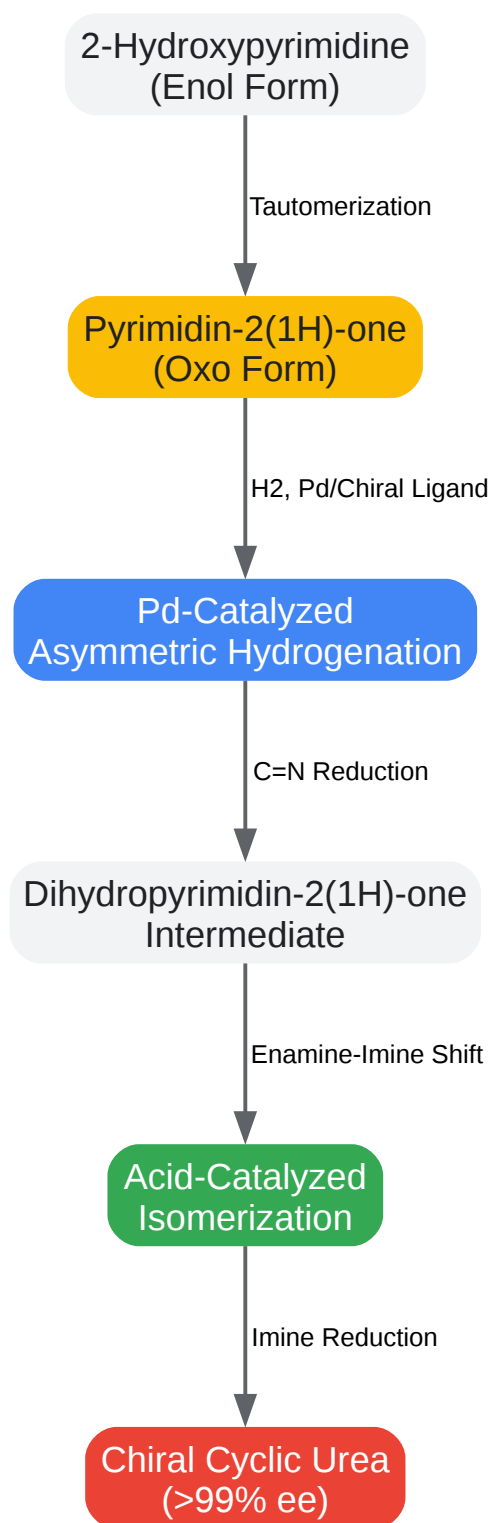 2-Hydroxypyrimidine
(Enol Form)
Tautomerization
Pyrimidin-2(1H)-one
(Oxo Form)
H2, Pd/Chiral Ligand
Pd-Catalyzed
Asymmetric Hydrogenation
C=N Reduction
Dihydropyrimidin-2(1H)-one
Intermediate
Enamine-Imine Shift
Acid-Catalyzed
Isomerization
Imine Reduction
Chiral Cyclic Urea
(>99% ee)